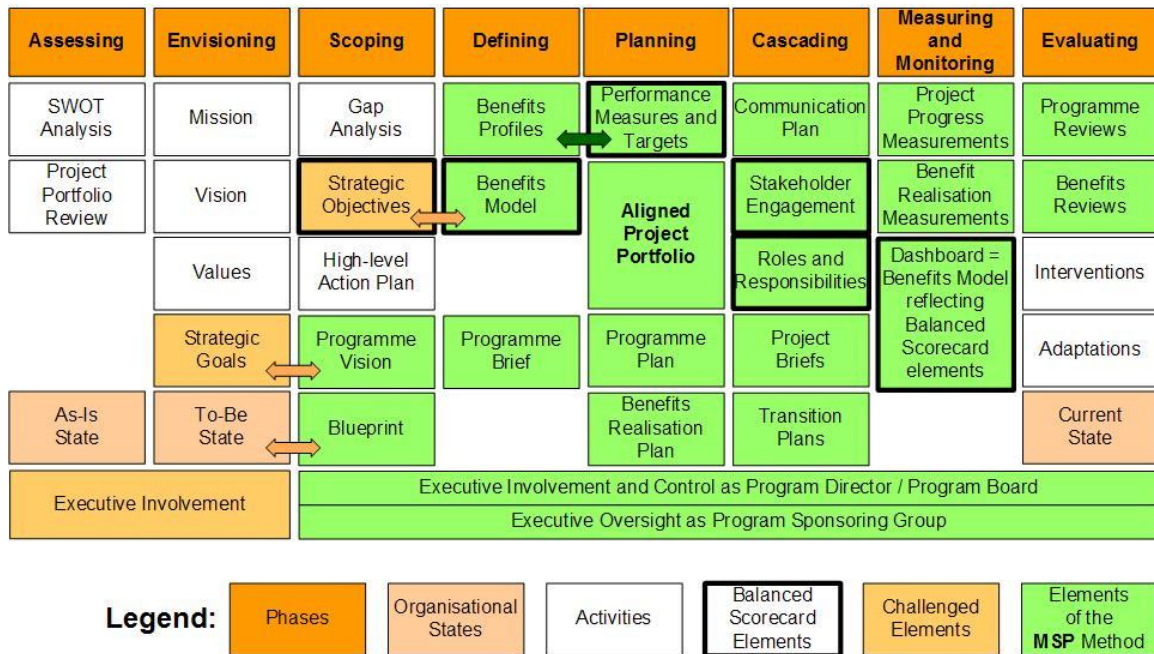 Assessing
Envisioning
Scoping
Defining
Planning
Cascading
Measuring
and
Monitoring
Evaluating
SWOT
Analysis
Mission
Gap
Analysis
Benefits
Profiles
Performance
Measures and
Targets
Communication
Plan
Project
Progress
Measurements
Programme
Reviews
Project
Portfolio
Review
Vision
Strategic
Objectives
Benefits
Model
Aligned
Project
Portfolio
Stakeholder
Engagement
Benefit
Realisation
Measurements
Benefits
Reviews
Values
High-level
Action Plan
Roles and
Responsibilities
Dashboard =
Benefits Model
reflecting
Balanced
Scorecard
elements
Interventions
Strategic
Goals
Programme
Vision
Programme
Brief
Programme
Plan
Project
Briefs
Adaptations
As-Is
State
To-Be
State
Blueprint
Benefits
Realisation
Plan
Transition
Plans
Current
State
Executive Involvement
Executive Involvement and Control as Program Director / Program Board
Executive Oversight as Program Sponsoring Group
Legend:
Phases
Organisational
States
Activities
Balanced
Scorecard
Elements
Challenged
Elements
Elements
of the
MSP Method